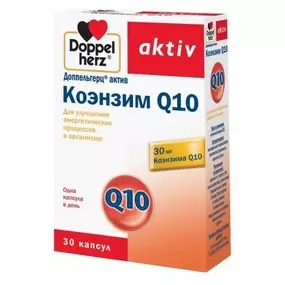 Doppel
herz®
aktiv
Доппельгерц® актив
Коэнзим Q10
Для улучшения
энергетических
процессов
в организме
Q10
30 мг
Коэнзима Q10
Одна
капсула
в день
Q10
30 капсул